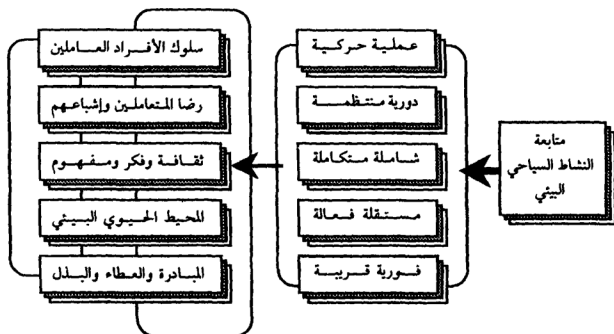 متابعة
النشاط السياحي
البيئي
عملية حركية
دورية منتظمة
شاملة متكاملة
مستقلة فعالة
فورية قريبة
سلوك الأفراد العاملين
رضا المتعاملين وإشباعهم
ثقافة وفكر ومفهوم
المحيط الحيوي البيئي
المبادرة والعطاء والبذل